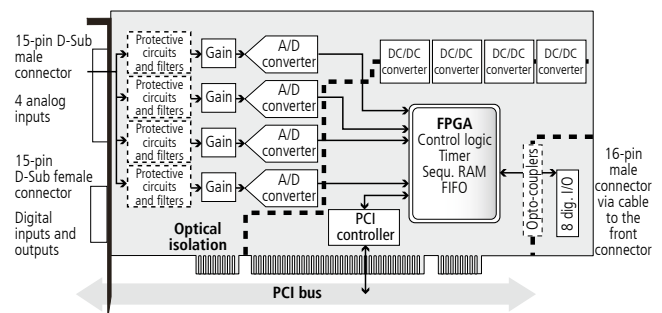 15-pin D-Sub
male
connector
4 analog
inputs
15-pin
D-Sub female
connector
Digital
inputs and
outputs
Protective
circuits
and filters
Gain
A/D
converter
Protective
circuits
and filters
Gain
A/D
converter
Protective
circuits
and filters
Gain
A/D
converter
Protective
circuits
and filters
Gain
A/D
converter
DC/DC
converter
DC/DC
converter
DC/DC
converter
DC/DC
converter
FPGA
Control logic
Timer
Sequ. RAM
FIFO
Opto-couplers
8 dig. I/O
16-pin
male
connector
via cable
to the
front
connector
Optical
isolation
PCI
controller
PCI bus